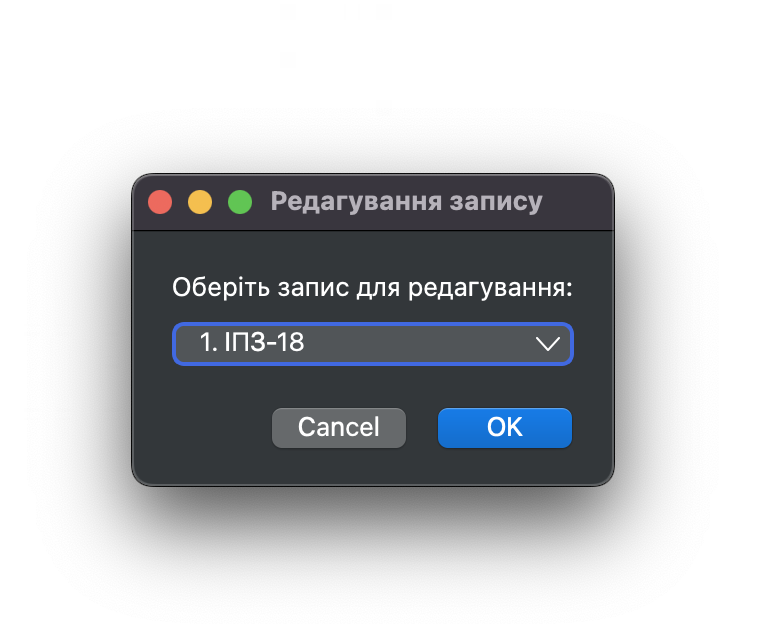 Редагування запису
Оберіть запис для редагування:
1. ІПЗ-18
Cancel OK